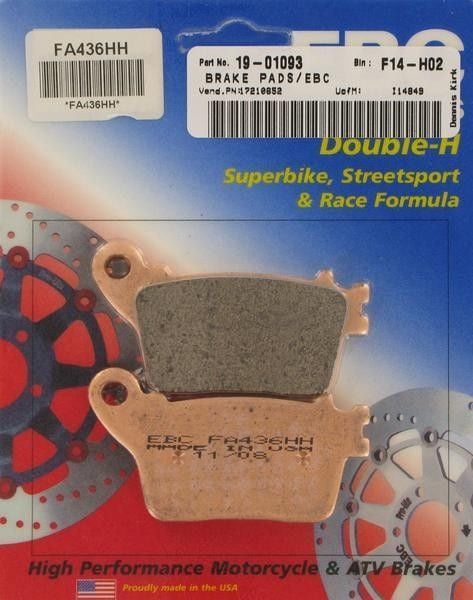 FA436HH
*FA436HH*
Part No. 19-01093 Bin: F14-H02
BRAKE PADS/EBC
Vend.PN:17210852 UofM: I14849
Dennis Kirk
EBC
Double-H
Superbike, Streetsport
& Race Formula
EBC FA436HH
MADE IN USA
11/08
EBC
High Performance Motorcycle & ATV Brakes
Proudly made in the USA